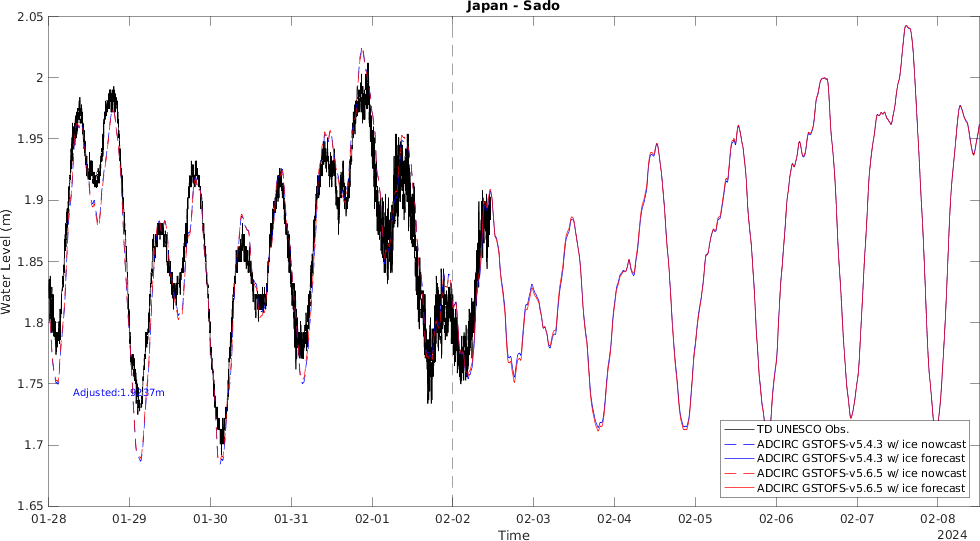 Japan - Sado
2.05
2
1.95
1.9
1.85
1.8
1.75
1.7
1.65
Water Level (m)
Adjusted:1.9237m
TD UNESCO Obs.
ADCIRC GSTOFS-v5.4.3 w/ ice nowcast
ADCIRC GSTOFS-v5.4.3 w/ ice forecast
ADCIRC GSTOFS-v5.6.5 w/ ice nowcast
ADCIRC GSTOFS-v5.6.5 w/ ice forecast
01-28 01-29 01-30 01-31 02-01 02-02 02-03 02-04 02-05 02-06 02-07 02-08
Time
2024